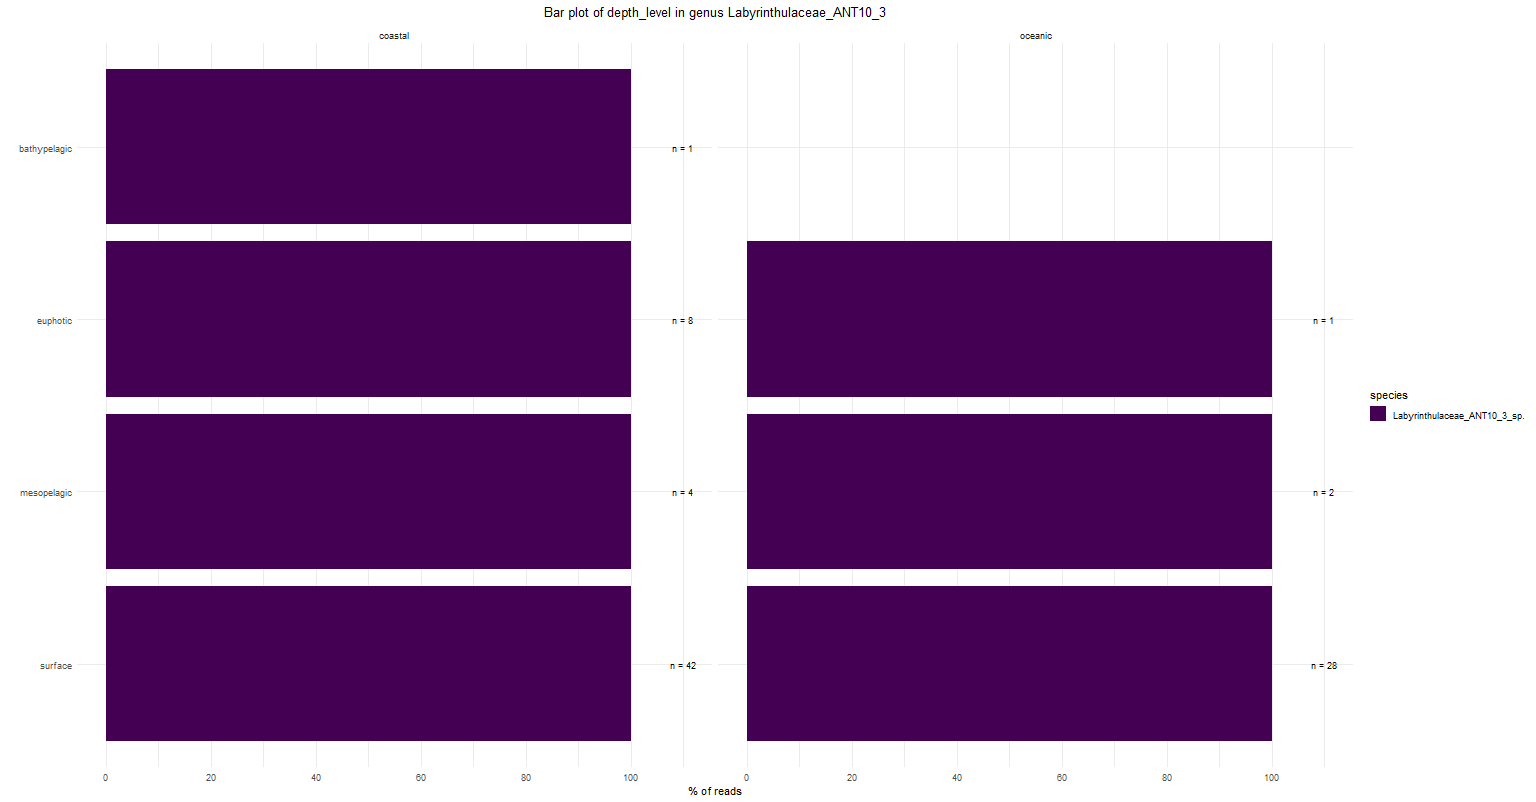 Bar plot of depth_level in genus Labyrinthulaceae_ANT10_3
coastal
oceanic
bathypelagic
n = 1
euphotic
n = 8
n = 1
mesopelagic
n = 4
n = 2
surface
n = 42
n = 28
0 20 40 60 80 100
0 20 40 60 80 100
% of reads
species
Labyrinthulaceae_ANT10_3_sp.